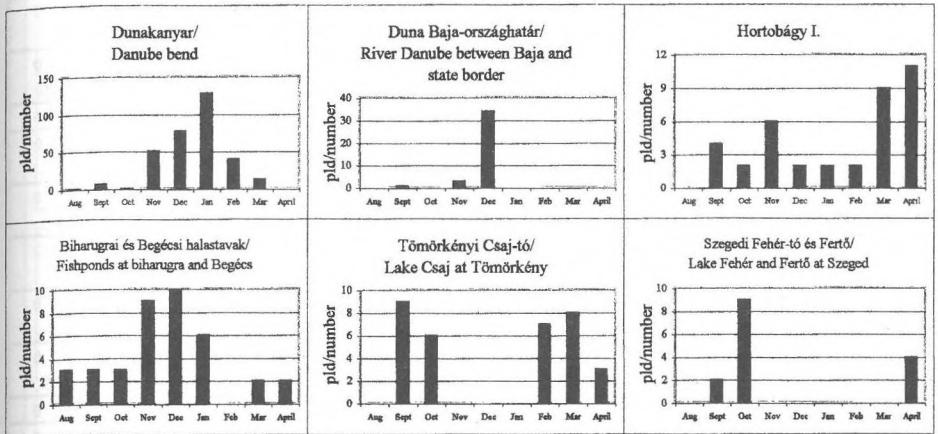 Dunakanyar/
Danube bend
pld/number
150
100
50
0
Aug Sept Oct Nov Dec Jan Feb Mar April
Duna Baja-országhatár/
River Danube between Baja and
state border
pld/number
40
30
20
10
0
Aug Sept Oct Nov Dec Jan Feb Mar April
Hortobágy I.
pld/number
12
9
6
3
0
Aug Sept Oct Nov Dec Jan Feb Mar April
Biharugrai és Begécsi halastavak/
Fishponds at biharugra and Begécs
pld/number
10
8
6
4
2
0
Aug Sept Oct Nov Dec Jan Feb Mar April
Tömörkényi Csaj-tó/
Lake Csaj at Tömörkény
pld/number
10
8
6
4
2
0
Aug Sept Oct Nov Dec Jan Feb Mar April
Szegedi Fehér-tó és Fertő/
Lake Fehér and Fertő at Szeged
pld/number
10
8
6
4
2
0
Aug Sept Oct Nov Dec Jan Feb Mar April